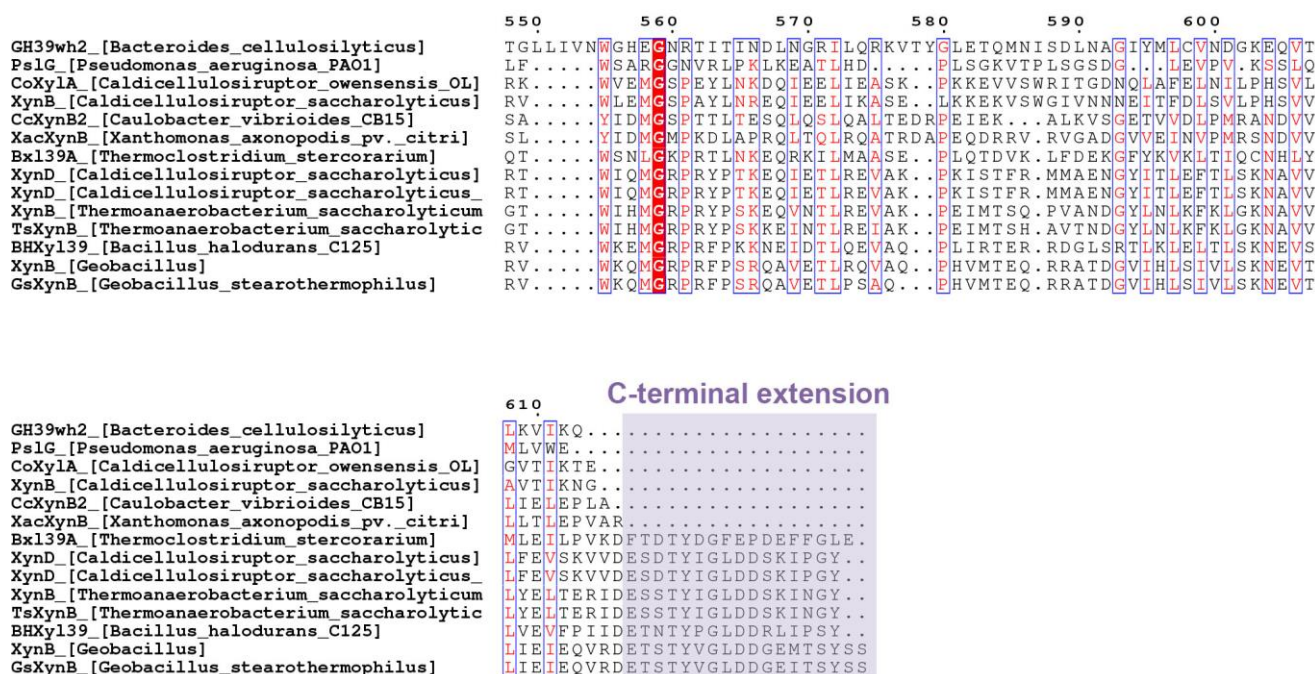 550 560 570 580 590 600
GH39wh2_[Bacteroides_cellulosilyticus] TGLLIVNWGHEGNRTITINDLNGRILQRKVTYGLETQMNISDLNAGIYMLCVNDGKEQVT
PslG_[Pseudomonas_aeruginosa_PAO1] LF.....WSARGGNVRLPKLKEATLHD.....PLSGKVTPLSGSDG...LEVPV.KSSLQ
CoXylA_[Caldicellulosiruptor_owensensis_OL] RK.....WVEMGSPEYLNKDQIEELIEASK..PKKEVVSWRITGDNQLAFELNILPHSVL
XynB_[Caldicellulosiruptor_saccharolyticus] RV.....WLEMGSPAYLNREQIEELIKASE..LKKEKVSWGIVNNNEITFDLSVLPHSVV
CcXynB2_[Caulobacter_vibrioides_CB15] SA.....YIDMGSPTTLTESQLQSLQALTEDRPEIEK...ALKVSGETVVDLPMRANDVV
XacXynB_[Xanthomonas_axonopodis_pv._citri] SL.....YIDMGMPKDLAPRQLTQLRQATRDAPEQDRRV.RVGADGVVEINVPMRSNDVV
Bxl39A_[Thermoclostridium_stercorarium] QT.....WSNLGKPRTLNKEQRKILMAASE..PLQTDVK.LFDEKGFYKVKLTIQCNHLY
XynD_[Caldicellulosiruptor_saccharolyticus] RT.....WIQMGRPRYPTKEQIETLREVAK..PKISTFR.MMAENGYITLEFTLSKNAVV
XynD_[Caldicellulosiruptor_saccharolyticus_ RT.....WIQMGRPRYPTKEQIETLREVAK..PKISTFR.MMAENGYITLEFTLSKNAVV
XynB_[Thermoanaerobacterium_saccharolyticum GT.....WIHMGRPRYPSKEQVNTLREVAK..PEIMTSQ.PVANDGYLNLKFKLGKNAVV
TsXynB_[Thermoanaerobacterium_saccharolytic GT.....WIHMGRPRYPSKKEINTLREIAK..PEIMTSH.AVTNDGYLNLKFKLGKNAVV
BHXyl39_[Bacillus_halodurans_C125] RV.....WKEMGRPRFPKKNEIDTLQEVAQ..PLIRTER.RDGLSRTLKLELTLSKNEVS
XynB_[Geobacillus] RV.....WKQMGRPRFPSRQAVETLRQVAQ..PHVMTEQ.RRATDGVIHLSIVLSKNEVT
GsXynB_[Geobacillus_stearothermophilus] RV.....WKQMGRPRFPSRQAVETLPSAQ..PHVMTEQ.RRATDGVIHLSIVLSKNEVT
C-terminal extension
610
GH39wh2_[Bacteroides_cellulosilyticus] LKVIKQ.....................
PslG_[Pseudomonas_aeruginosa_PAO1] MLVWE......................
CoXylA_[Caldicellulosiruptor_owensensis_OL] GVTIKTE....................
XynB_[Caldicellulosiruptor_saccharolyticus] AVTIKNG....................
CcXynB2_[Caulobacter_vibrioides_CB15] LIELEPLA...................
XacXynB_[Xanthomonas_axonopodis_pv._citri] LLTLEPVAR..................
Bxl39A_[Thermoclostridium_stercorarium] MLEILPVKDFTDTYDGFEPDEFFGLE.
XynD_[Caldicellulosiruptor_saccharolyticus] LFEVSKVVDESDTYIGLDDSKIPGY..
XynD_[Caldicellulosiruptor_saccharolyticus_ LFEVSKVVDESDTYIGLDDSKIPGY..
XynB_[Thermoanaerobacterium_saccharolyticum LYELTERIDESSTYIGLDDSKINGY..
TsXynB_[Thermoanaerobacterium_saccharolytic LYELTERIDESSTYIGLDDSKINGY..
BHXyl39_[Bacillus_halodurans_C125] LVEVFPIIDETNTYPGLDDRLIPSY..
XynB_[Geobacillus] LIEIEQVRDETSTYVGLDDGEMTSYSS
GsXynB_[Geobacillus_stearothermophilus] LIEIEQVRDETSTYVGLDDGEITSYSS